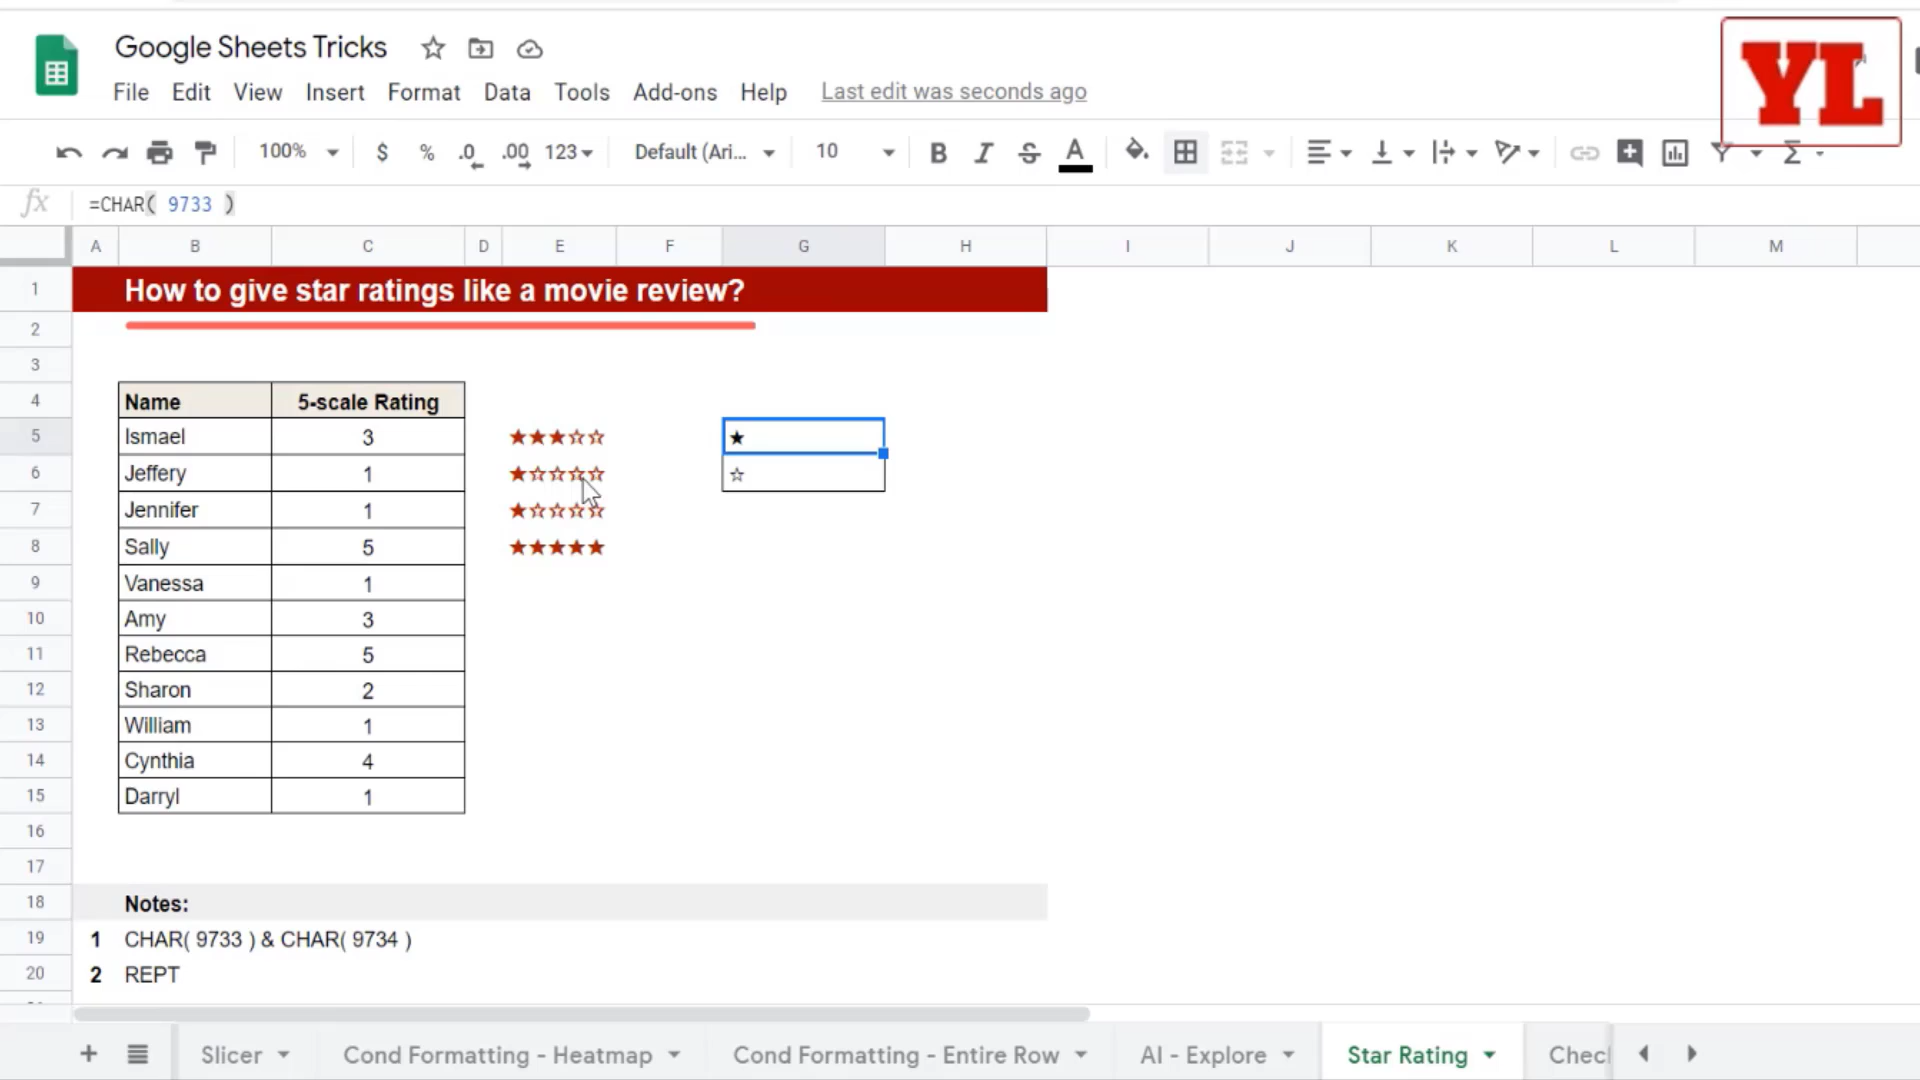 Google Sheets Tricks
YL
File Edit View Insert Format Data Tools Add-ons Help Last edit was seconds ago
100% $ % .0 .00 123 Default (Ari... 10 B I S A Σ
fx =CHAR( 9733 )
A B C D E F G H I J K L M
1 How to give star ratings like a movie review?
2
3
4 Name 5-scale Rating
5 Ismael 3 ★★★☆☆ ★
6 Jeffery 1 ★☆☆☆☆ ☆
7 Jennifer 1 ★☆☆☆☆
8 Sally 5 ★★★★★
9 Vanessa 1
10 Amy 3
11 Rebecca 5
12 Sharon 2
13 William 1
14 Cynthia 4
15 Darryl 1
16
17
18 Notes:
19 1 CHAR( 9733 ) & CHAR( 9734 )
20 2 REPT
Slicer Cond Formatting - Heatmap Cond Formatting - Entire Row AI - Explore Star Rating Chec